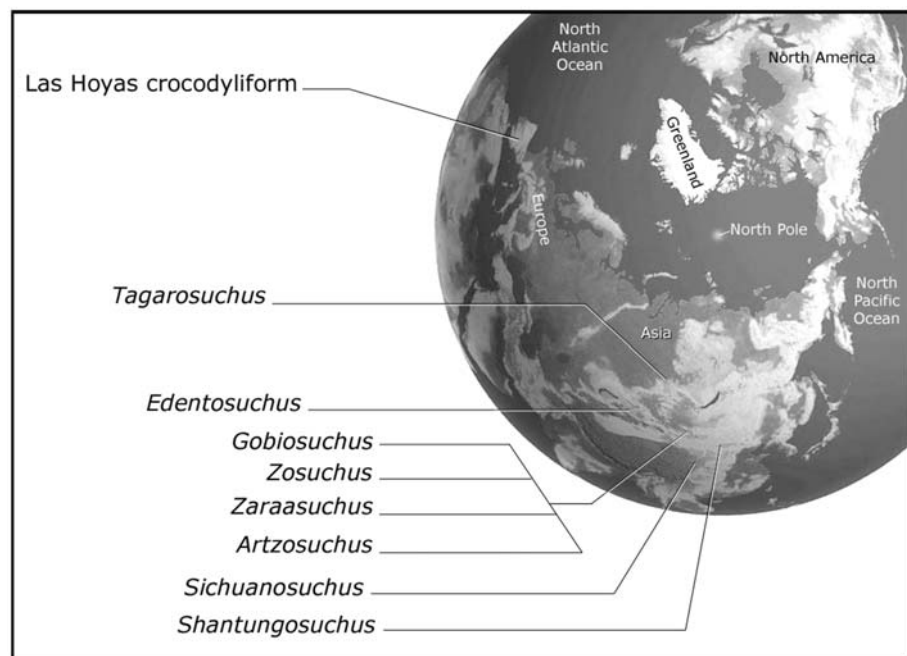 North
Atlantic
Ocean
North America
Las Hoyas crocodyliform
Greenland
Europe
North Pole
North
Pacific
Ocean
Tagarosuchus
Asia
Edentosuchus
Gobiosuchus
Zosuchus
Zaraasuchus
Artzosuchus
Sichuanosuchus
Shantungosuchus